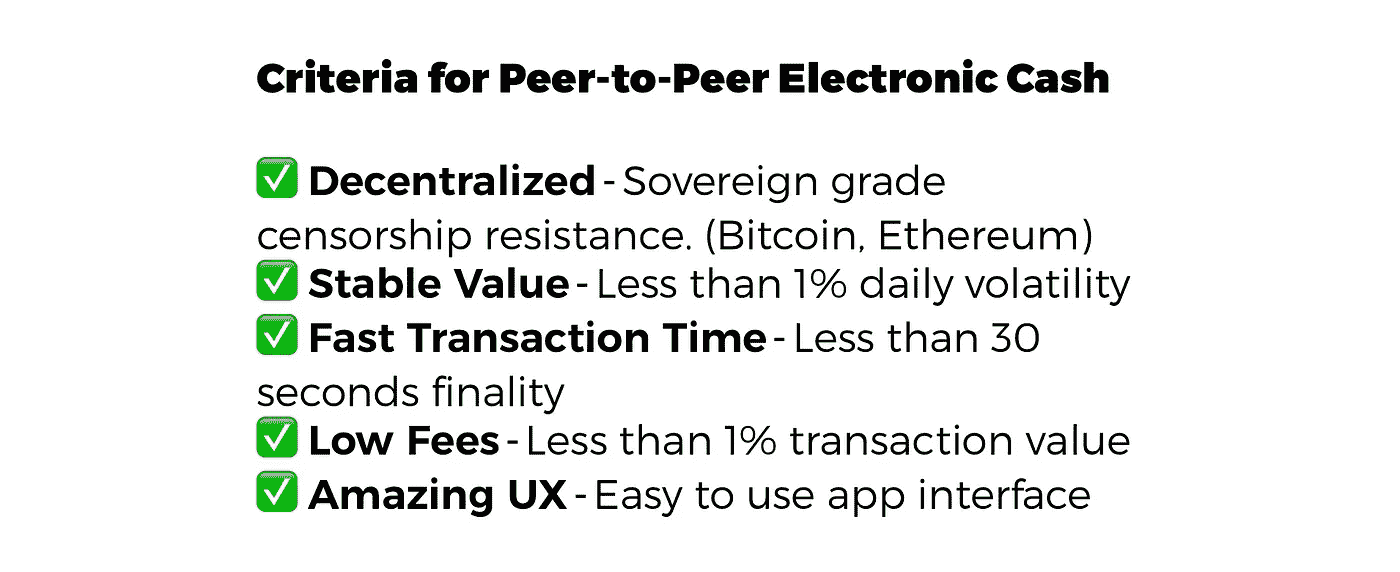 Criteria for Peer-to-Peer Electronic Cash
✅ Decentralized - Sovereign grade
censorship resistance. (Bitcoin, Ethereum)
✅ Stable Value - Less than 1% daily volatility
✅ Fast Transaction Time - Less than 30
seconds finality
✅ Low Fees - Less than 1% transaction value
✅ Amazing UX - Easy to use app interface